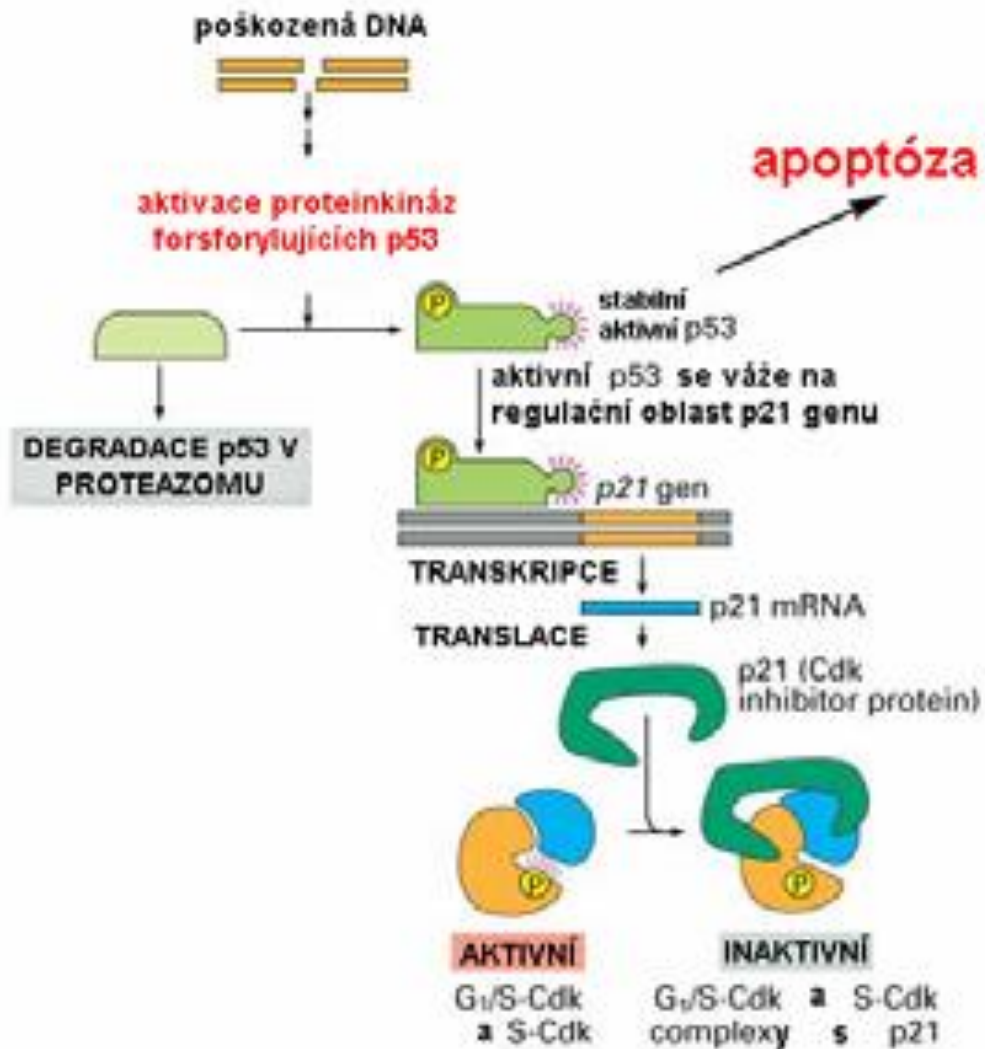 poškozená DNA
apoptóza
aktivace proteinkináz
forsforylujících p53
P
stabilní
aktivní p53
aktivní p53 se váže na
regulační oblast p21 genu
DEGRADACE p53 V
PROTEAZOMU
P
p21 gen
TRANSKRIPCE
p21 mRNA
TRANSLACE
p21 (Cdk
inhibitor protein)
P
P
AKTIVNÍ
INAKTIVNÍ
G₁/S-Cdk
a S-Cdk
G₁/S-Cdk a S-Cdk
complexy s p21